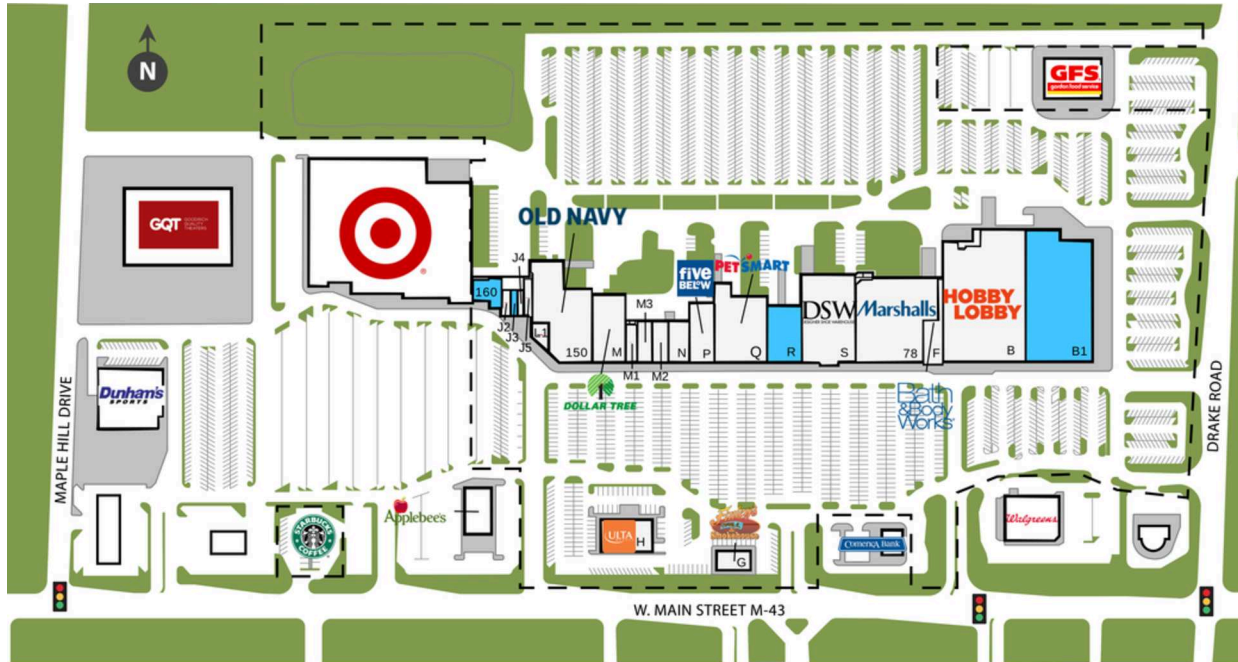 N
GFS
gordon food service
GQT
GOODRICH
QUALITY
THEATERS
OLD NAVY
J4
160
J2
J3
J5
L1
150
M
M3
M1
M2
N
five
BELOW
P
PETSMART
Q
R
DSW
DESIGNER SHOE WAREHOUSE
S
Marshalls
78
F
HOBBY
LOBBY
B
B1
Dunham's
SPORTS
DOLLAR TREE
Bath
& Body
Works
MAPLE HILL DRIVE
DRAKE ROAD
Applebee's
STARBUCKS
COFFEE
ULTA
H
G
Comerica Bank
Walgreens
W. MAIN STREET M-43